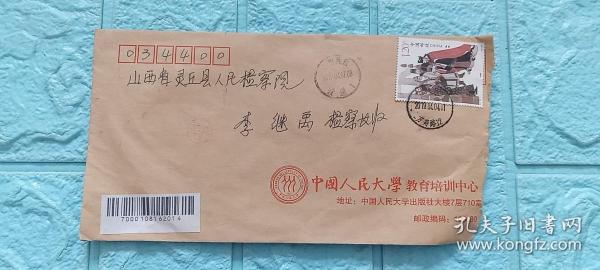 034400
山西省灵丘县人民检察院
李继禹 检察长收
中國人民大學 教育培训中心
地址：中国人民大学出版社大楼7层710室
邮政编码：
7000108162014
孔夫子旧书网
www.kongfz.com